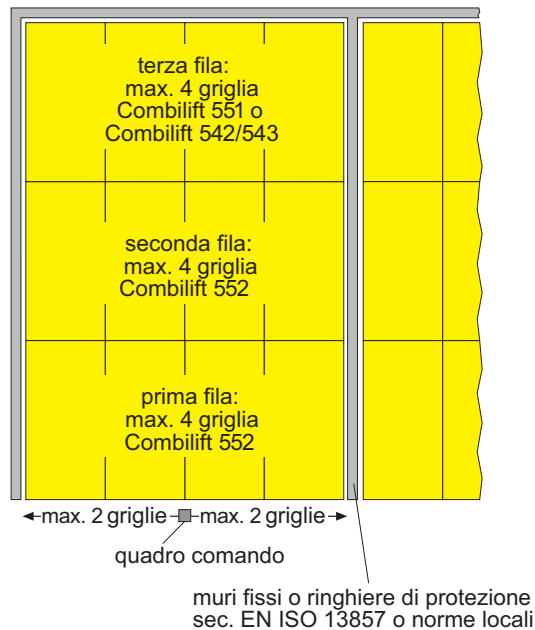 terza fila:
max. 4 griglia
Combilift 551 o
Combilift 542/543
seconda fila:
max. 4 griglia
Combilift 552
prima fila:
max. 4 griglia
Combilift 552
max. 2 griglie
max. 2 griglie
quadro comando
muri fissi o ringhiere di protezione
sec. EN ISO 13857 o norme locali